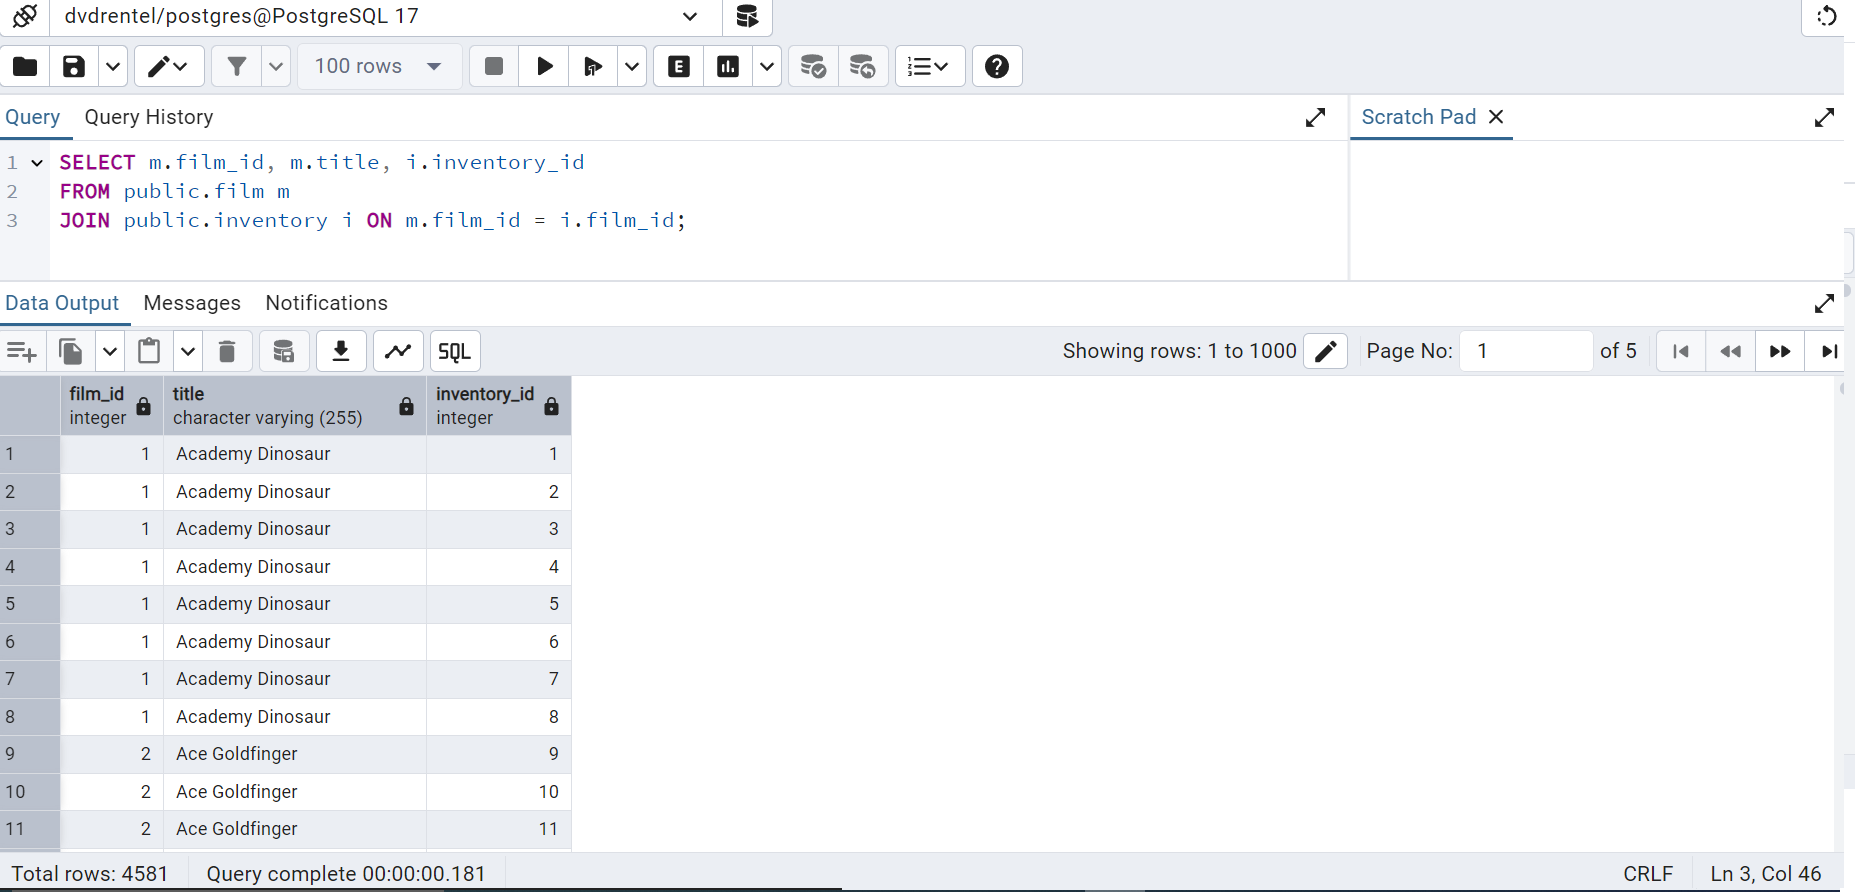 dvdrentel/postgres@PostgreSQL 17
100 rows
Query Query History
Scratch Pad
1 SELECT m.film_id, m.title, i.inventory_id
2 FROM public.film m
3 JOIN public.inventory i ON m.film_id = i.film_id;
Data Output Messages Notifications
SQL Showing rows: 1 to 1000 Page No: 1 of 5
film_id title inventory_id
integer character varying (255) integer
1 1 Academy Dinosaur 1
2 1 Academy Dinosaur 2
3 1 Academy Dinosaur 3
4 1 Academy Dinosaur 4
5 1 Academy Dinosaur 5
6 1 Academy Dinosaur 6
7 1 Academy Dinosaur 7
8 1 Academy Dinosaur 8
9 2 Ace Goldfinger 9
10 2 Ace Goldfinger 10
11 2 Ace Goldfinger 11
Total rows: 4581 Query complete 00:00:00.181 CRLF Ln 3, Col 46